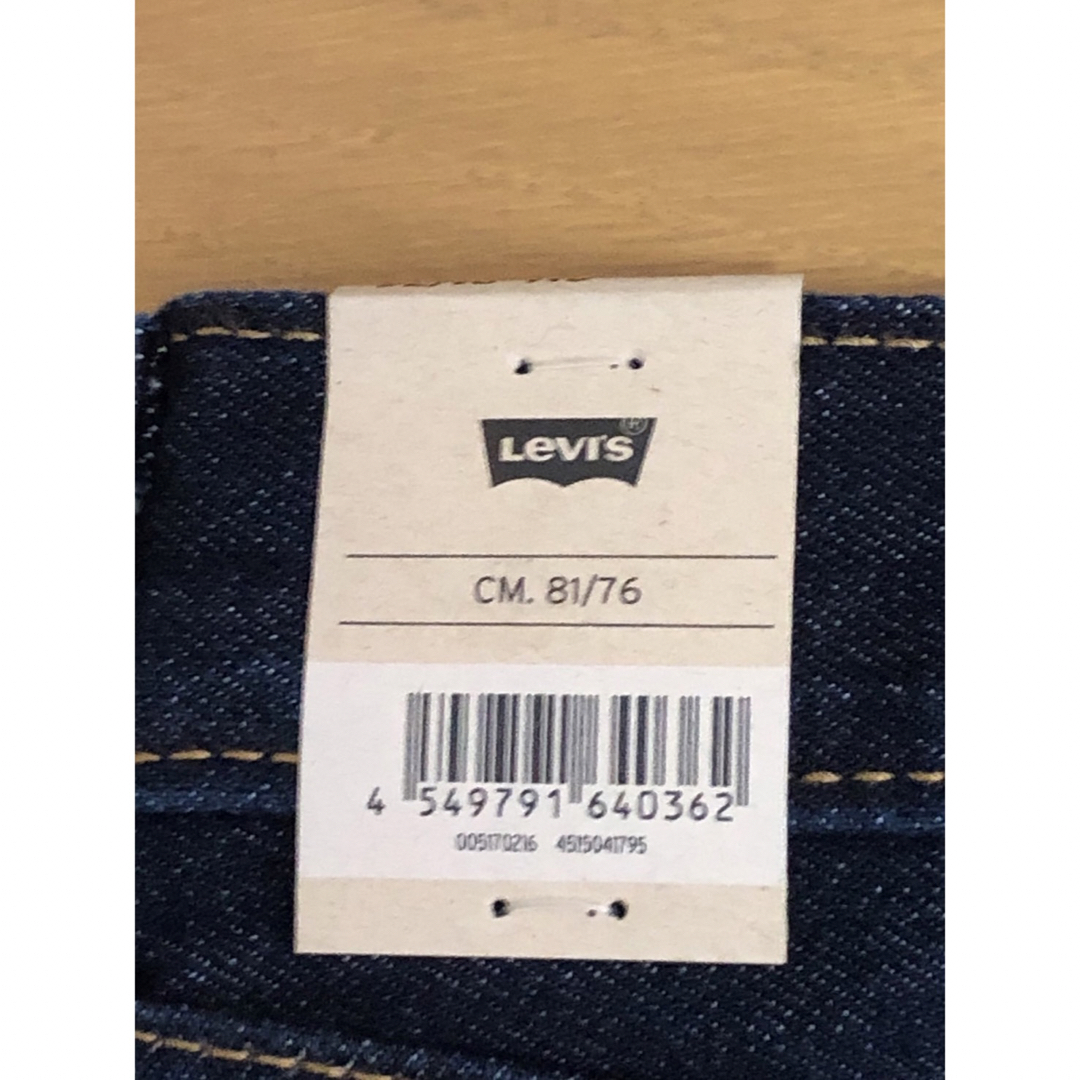 Levi's ®
CM. 81/76
4 549791 640362
005170216 4515041795